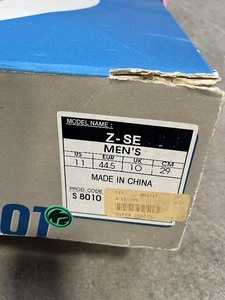 MODEL NAME :
Z-SE
MEN'S
US EUR UK CM
11 44.5 10 29
MADE IN CHINA
PROD. CODE
S 8010
OT